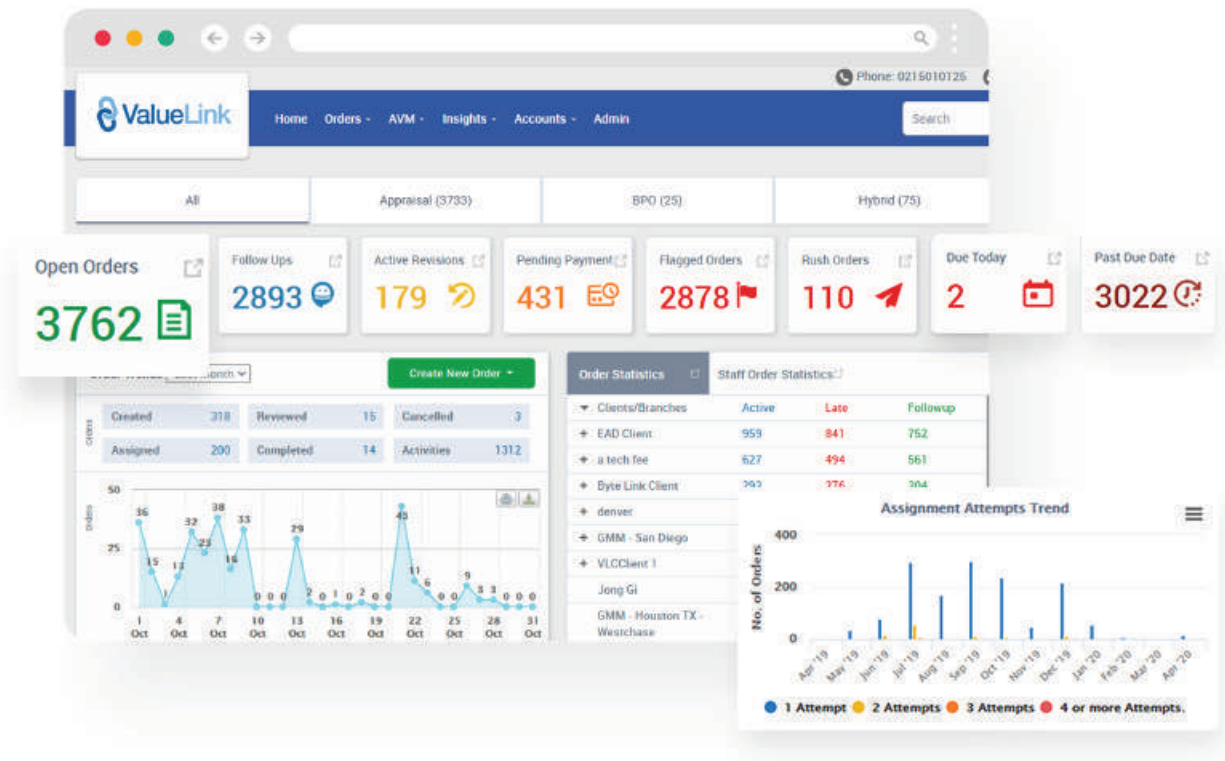 Phone: 0215010125
ValueLink
Home Orders AVM Insights Accounts Admin
Search
All Appraisal (3733) BPO (25) Hybrid (75)
Open Orders Follow Ups Active Revisions Pending Payment Flagged Orders Rush Orders Due Today Past Due Date
3762 2893 179 431 2878 110 2 3022
Create New Order
Order Statistics Staff Order Statistics
Created 318 Reviewed 15 Cancelled 3
Assigned 200 Completed 14 Activities 1312
Orders
Clients/Branches Active Late Followup
EAD Client 959 841 752
a tech fee 627 494 561
Byte Link Client
denver
GMM - San Diego
VLCClient 1
Jong Gi
GMM - Houston TX -
Westchase
Orders
50
25
0
36 15 1 13 32 23 38 16 33 0 0 0 29 2 0 1 0 2 0 0 43 11 6 0 0 9 3 3 0 0 0
1 4 7 10 13 16 19 22 25 28 31
Oct Oct Oct Oct Oct Oct Oct Oct Oct Oct Oct
Assignment Attempts Trend
No. of Orders
400
200
0
Apr '19 May '19 Jun '19 Jul '19 Aug '19 Sep '19 Oct '19 Nov '19 Dec '19 Jan '20 Feb '20 Mar '20 Apr '20
1 Attempt 2 Attempts 3 Attempts 4 or more Attempts.